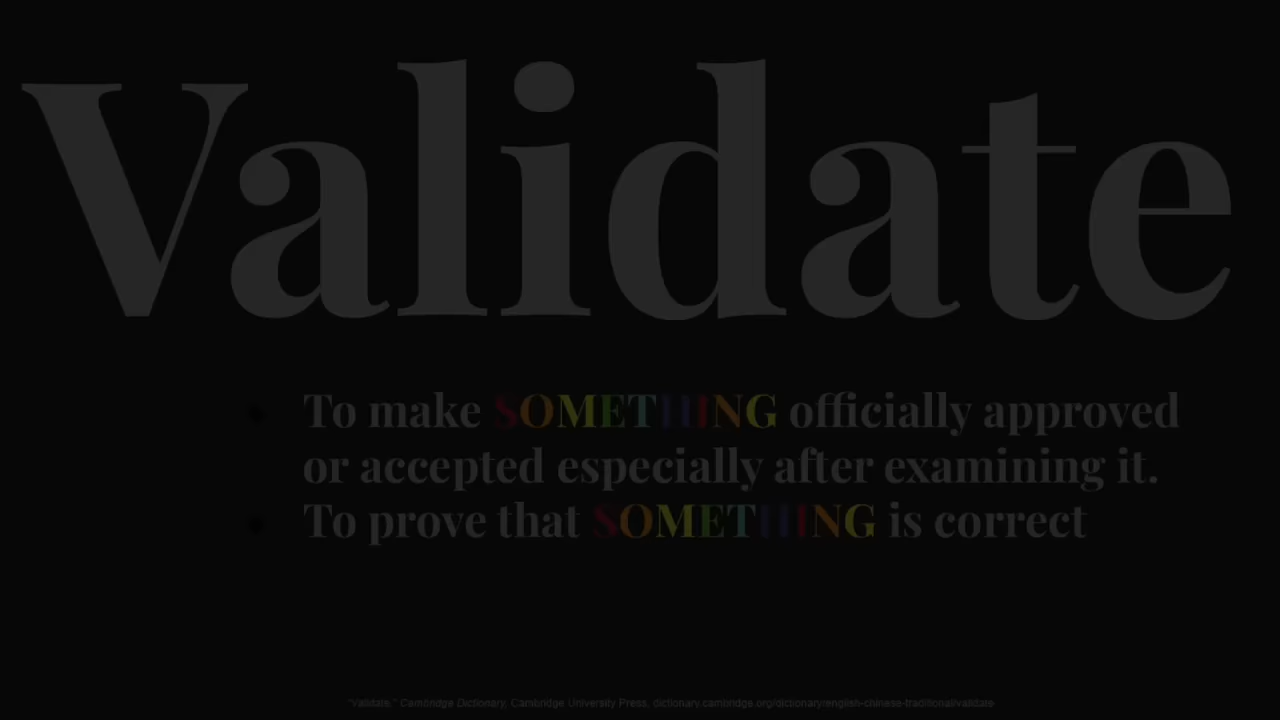 Validate
To make SOMETHING officially approved
or accepted especially after examining it.
To prove that SOMETHING is correct
"Validate." Cambridge Dictionary, Cambridge University Press, dictionary.cambridge.org/dictionary/english-chinese-traditional/validate